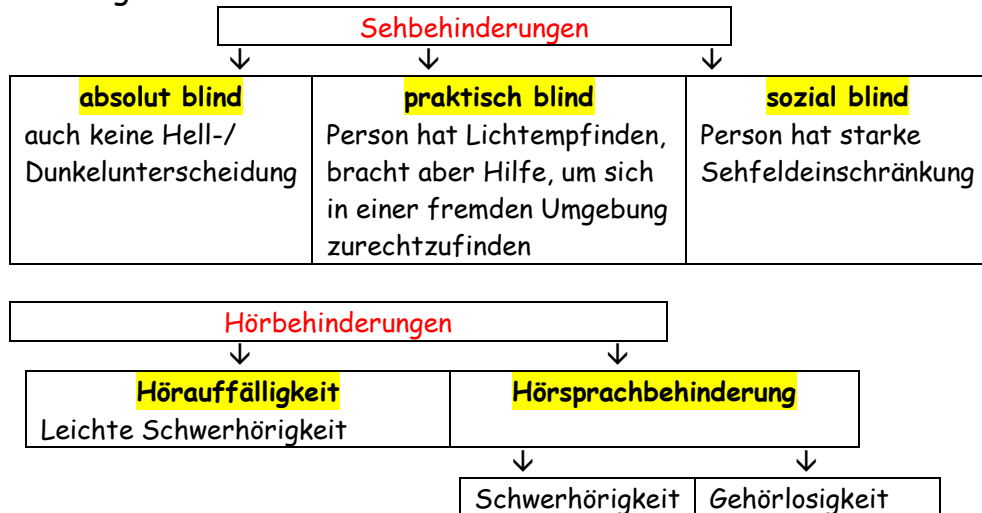 Sehbehinderungen
↓ ↓ ↓
absolut blind
auch keine Hell-/
Dunkelunterscheidung
praktisch blind
Person hat Lichtempfinden,
bracht aber Hilfe, um sich
in einer fremden Umgebung
zurechtzufinden
sozial blind
Person hat starke
Sehfeldeinschränkung
Hörbehinderungen
↓ ↓
Hörauffälligkeit
Leichte Schwerhörigkeit
Hörsprachbehinderung
↓ ↓
Schwerhörigkeit
Gehörlosigkeit